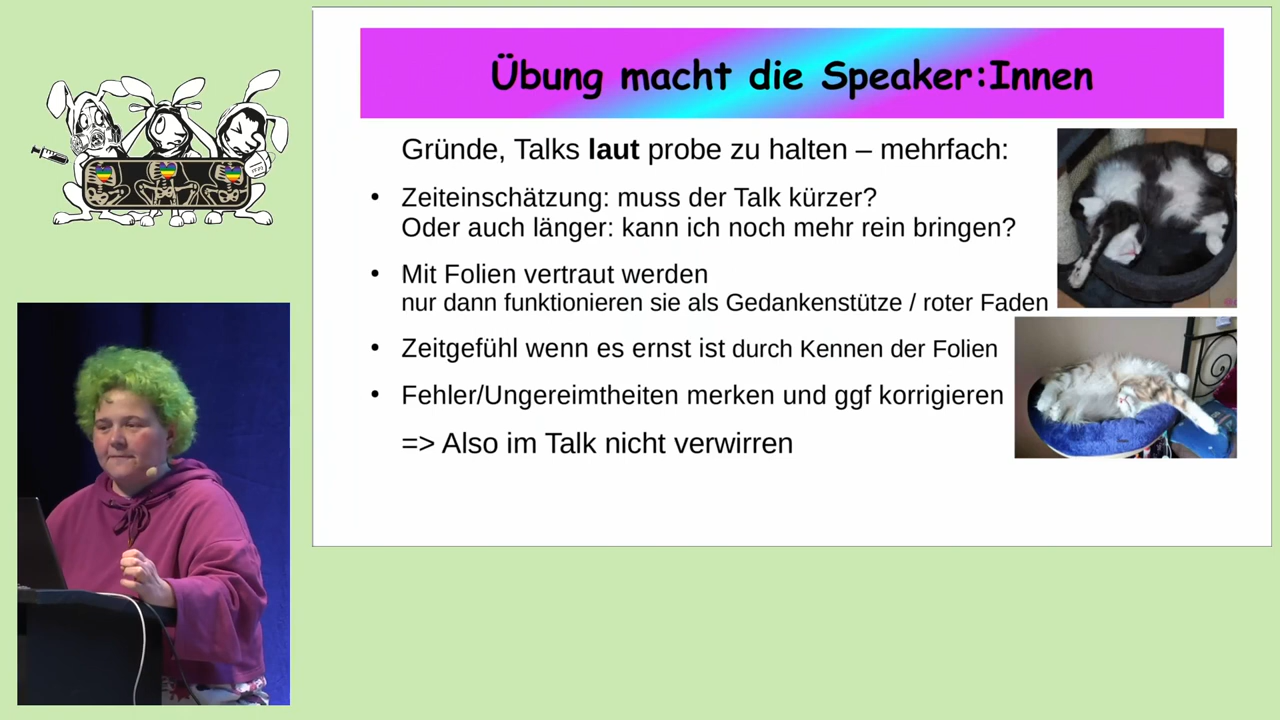 Übung macht die Speaker:Innen
Gründe, Talks laut probe zu halten – mehrfach:
• Zeiteinschätzung: muss der Talk kürzer?
Oder auch länger: kann ich noch mehr rein bringen?
• Mit Folien vertraut werden
nur dann funktionieren sie als Gedankenstütze / roter Faden
• Zeitgefühl wenn es ernst ist durch Kennen der Folien
• Fehler/Ungereimtheiten merken und ggf korrigieren
=> Also im Talk nicht verwirren